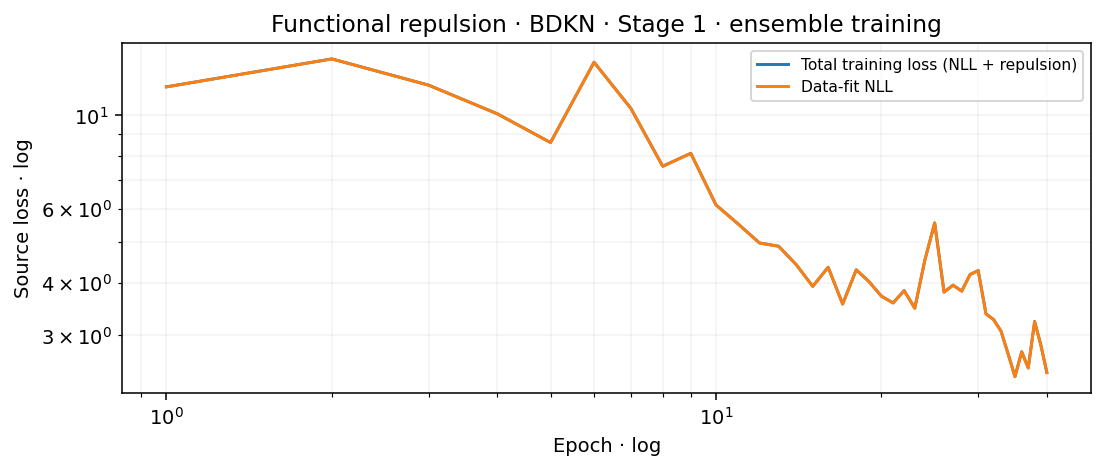 Functional repulsion · BDKN · Stage 1 · ensemble training
Total training loss (NLL + repulsion)
Data-fit NLL
Source loss · log
10¹
6 × 10⁰
4 × 10⁰
3 × 10⁰
10⁰ 10¹
Epoch · log